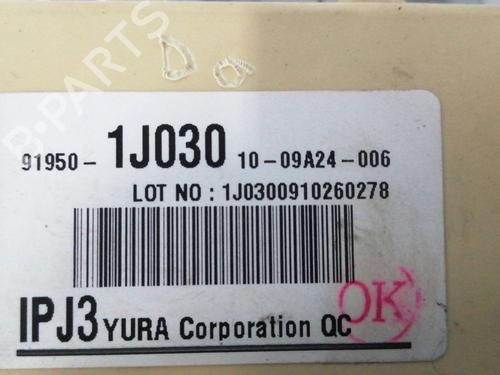 B-PARTS
91950- 1J030 10-09A24-006
LOT NO : 1J0300910260278
IPJ3 YURA Corporation QC
OK